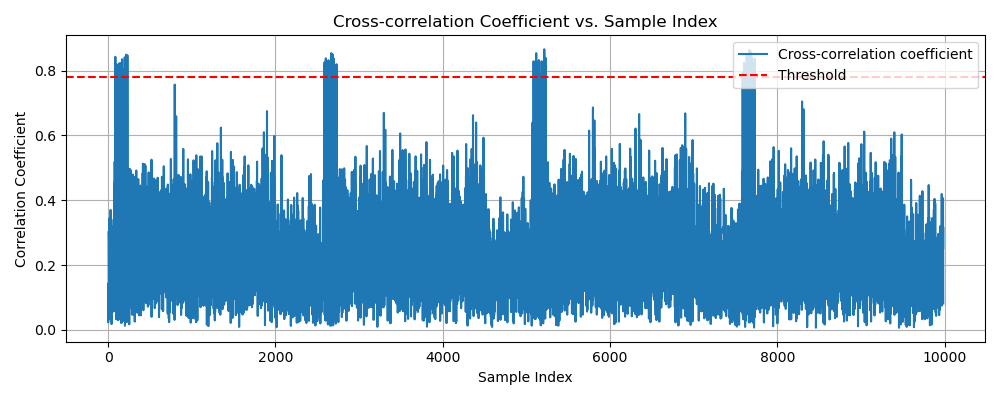 Cross-correlation Coefficient vs. Sample Index
Cross-correlation coefficient
Threshold
Correlation Coefficient
0.8
0.6
0.4
0.2
0.0
0
2000
4000
6000
8000
10000
Sample Index